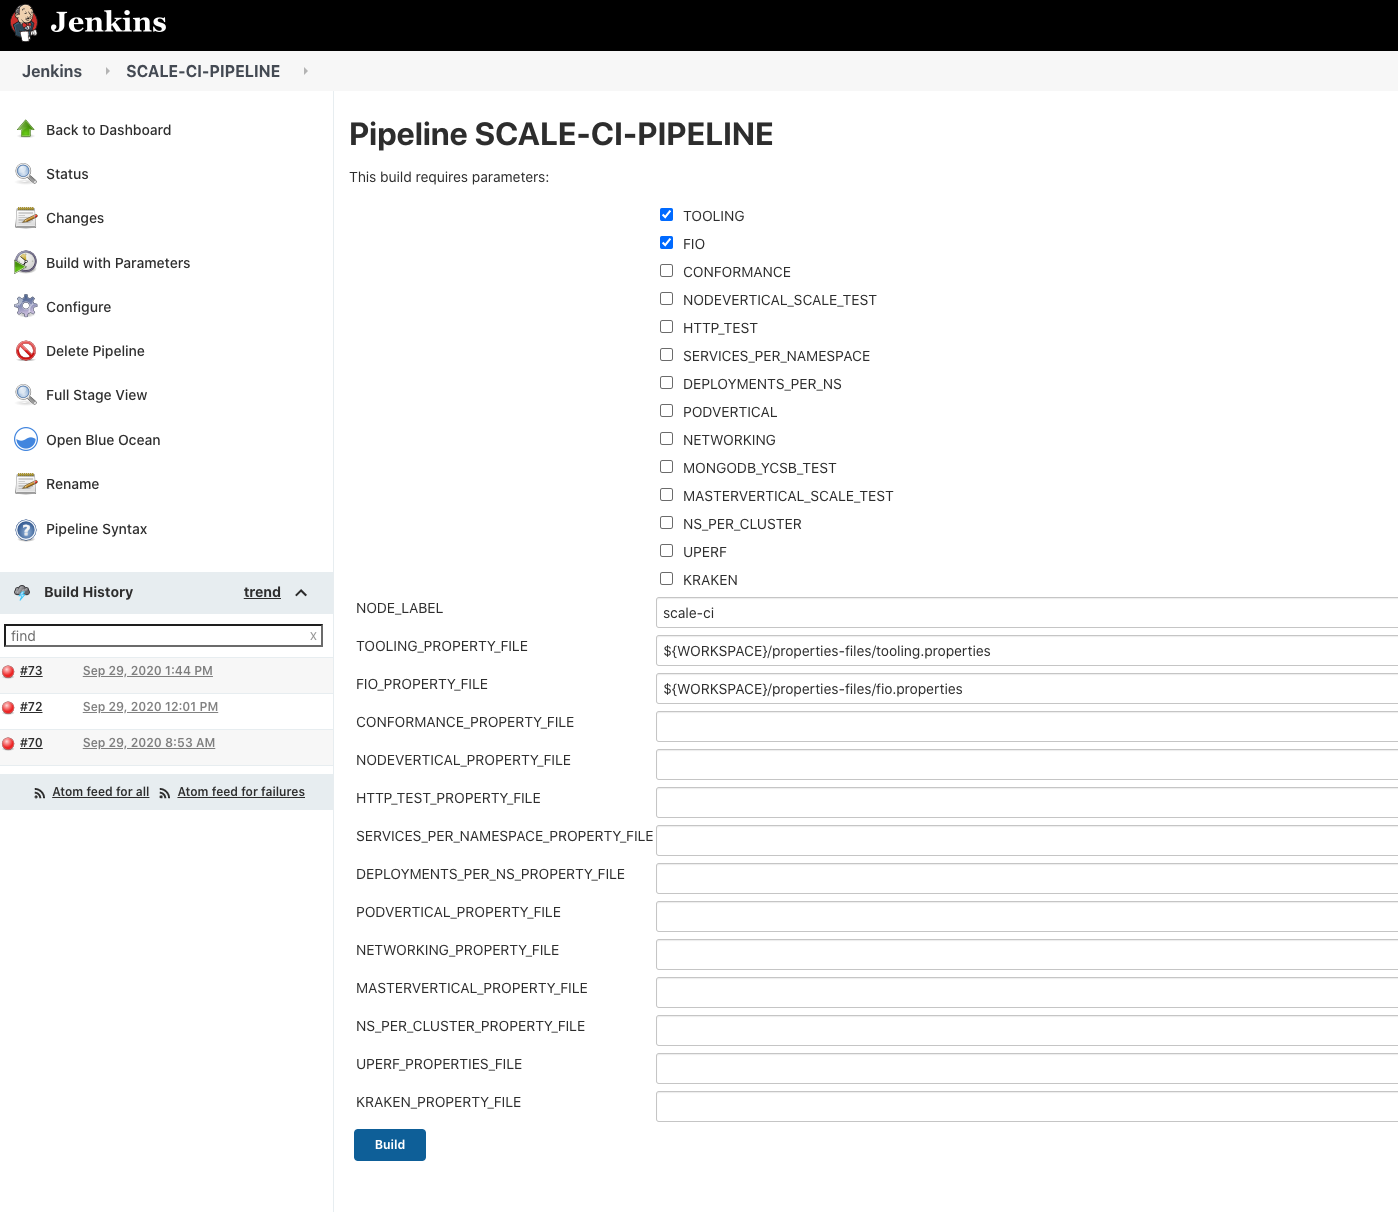 Jenkins
Jenkins SCALE-CI-PIPELINE
Back to Dashboard
Status
Changes
Build with Parameters
Configure
Delete Pipeline
Full Stage View
Open Blue Ocean
Rename
Pipeline Syntax
Build History trend
find x
#73 Sep 29, 2020 1:44 PM
#72 Sep 29, 2020 12:01 PM
#70 Sep 29, 2020 8:53 AM
Atom feed for all Atom feed for failures
Pipeline SCALE-CI-PIPELINE
This build requires parameters:
TOOLING
FIO
CONFORMANCE
NODEVERTICAL_SCALE_TEST
HTTP_TEST
SERVICES_PER_NAMESPACE
DEPLOYMENTS_PER_NS
PODVERTICAL
NETWORKING
MONGODB_YCSB_TEST
MASTERVERTICAL_SCALE_TEST
NS_PER_CLUSTER
UPERF
KRAKEN
NODE_LABEL scale-ci
TOOLING_PROPERTY_FILE ${WORKSPACE}/properties-files/tooling.properties
FIO_PROPERTY_FILE ${WORKSPACE}/properties-files/fio.properties
CONFORMANCE_PROPERTY_FILE
NODEVERTICAL_PROPERTY_FILE
HTTP_TEST_PROPERTY_FILE
SERVICES_PER_NAMESPACE_PROPERTY_FILE
DEPLOYMENTS_PER_NS_PROPERTY_FILE
PODVERTICAL_PROPERTY_FILE
NETWORKING_PROPERTY_FILE
MASTERVERTICAL_PROPERTY_FILE
NS_PER_CLUSTER_PROPERTY_FILE
UPERF_PROPERTIES_FILE
KRAKEN_PROPERTY_FILE
Build